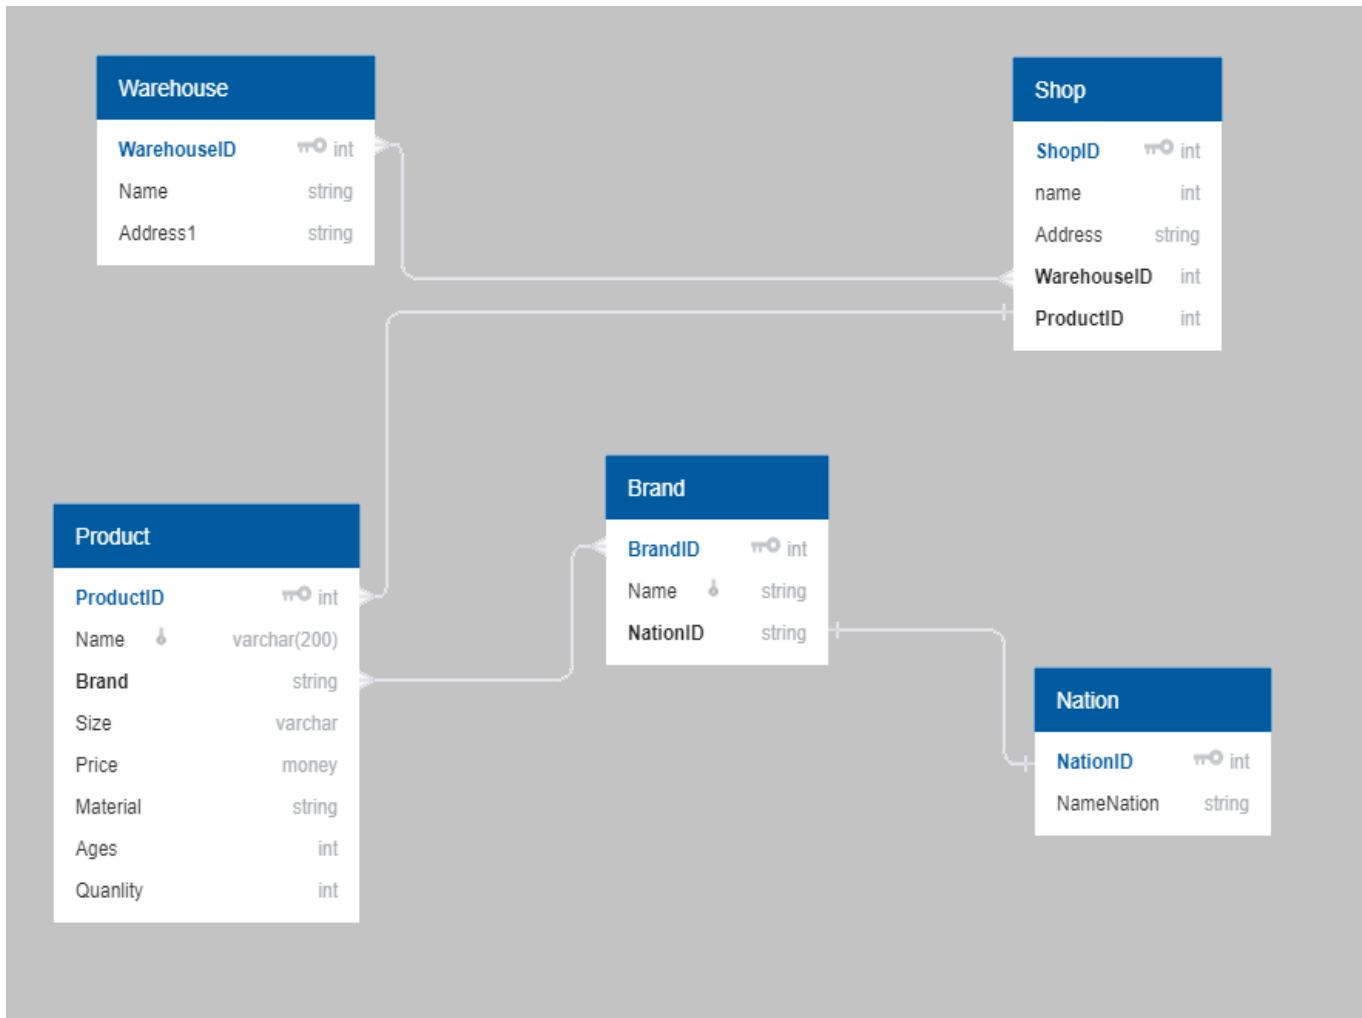 Warehouse
WarehouseID int
Name string
Address1 string
Shop
ShopID int
name int
Address string
WarehouseID int
ProductID int
Product
ProductID int
Name varchar(200)
Brand string
Size varchar
Price money
Material string
Ages int
Quanlity int
Brand
BrandID int
Name string
NationID string
Nation
NationID int
NameNation string